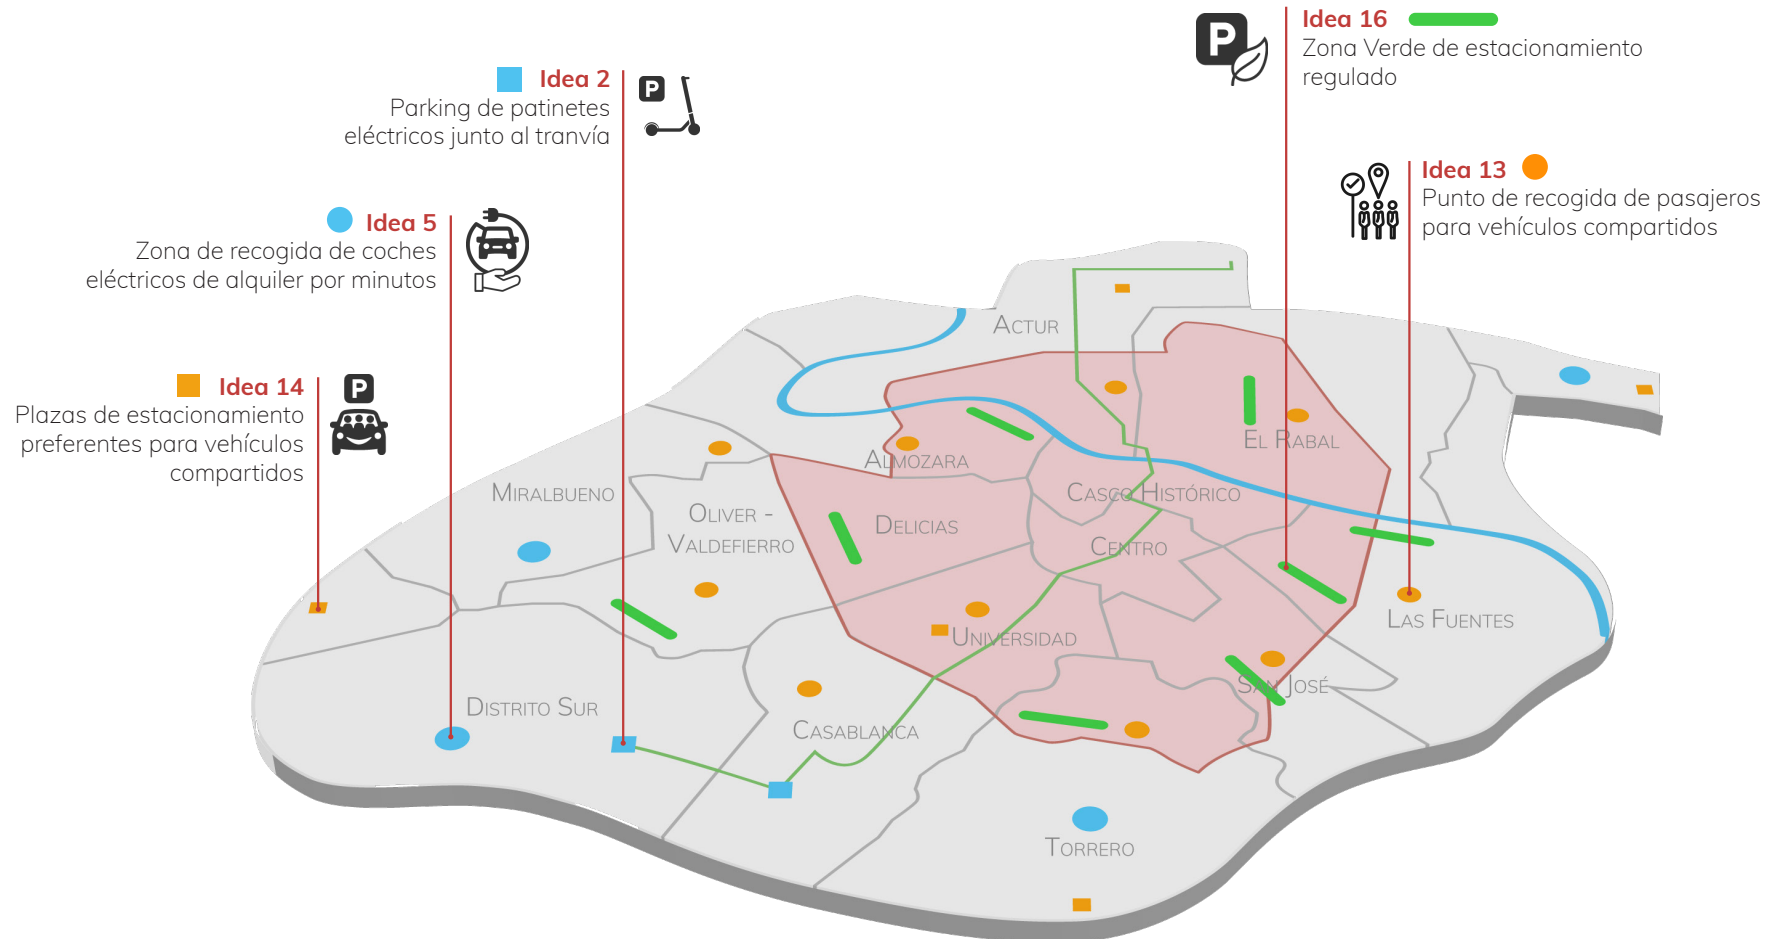 Idea 16
Zona Verde de estacionamiento
regulado
P
Idea 2
Parking de patinetes
eléctricos junto al tranvía
P
Idea 13
Punto de recogida de pasajeros
para vehículos compartidos
Idea 5
Zona de recogida de coches
eléctricos de alquiler por minutos
Idea 14
Plazas de estacionamiento
preferentes para vehículos
compartidos
P
Actur
El Rabal
Almozara
Miralbueno
Casco Histórico
Oliver -
Valdefierro
Delicias
Centro
Las Fuentes
Universidad
San José
Distrito Sur
Casablanca
Torrero